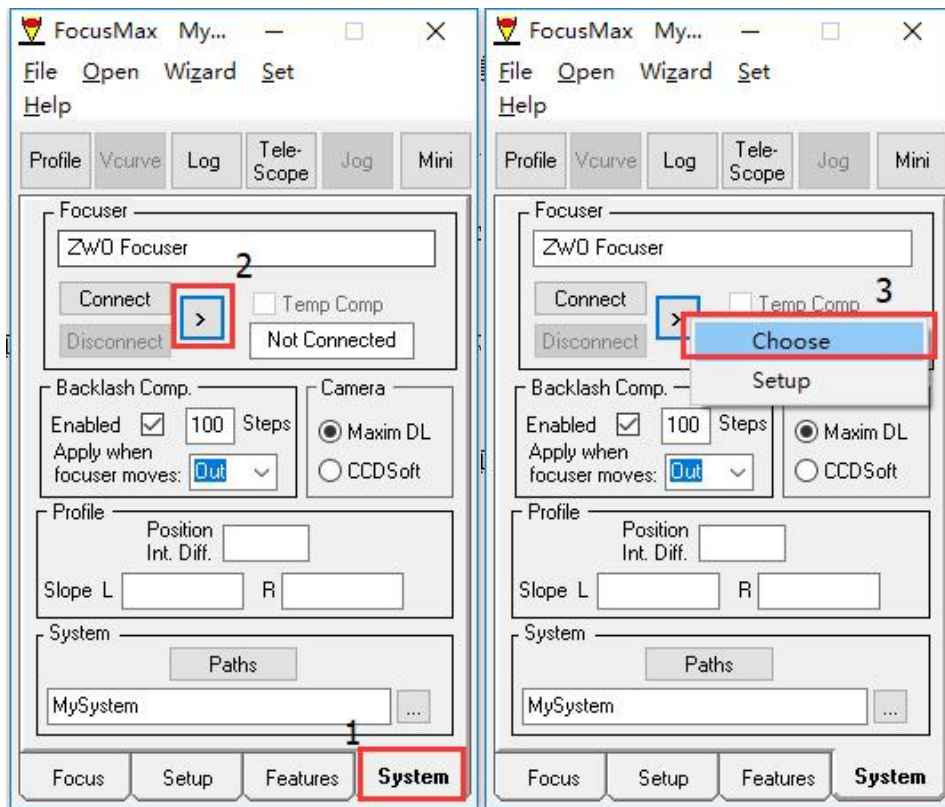 FocusMax My...
File Open Wizard Set
Help
Profile Vcurve Log Tele-Scope Jog Mini
Focuser
ZWO Focuser
2
Connect > Temp Comp
Disconnect Not Connected
Backlash Comp. Camera
Enabled 100 Steps Maxim DL
Apply when
focuser moves: Out CCDSoft
Profile
Position
Int. Diff.
Slope L R
System
Paths
MySystem ...
1
Focus Setup Features System
FocusMax My...
File Open Wizard Set
Help
Profile Vcurve Log Tele-Scope Jog Mini
Focuser
ZWO Focuser
3
Connect > Temp Comp
Disconnect Choose
Setup
Backlash Comp.
Enabled 100 Steps Maxim DL
Apply when
focuser moves: Out CCDSoft
Profile
Position
Int. Diff.
Slope L R
System
Paths
MySystem ...
Focus Setup Features System